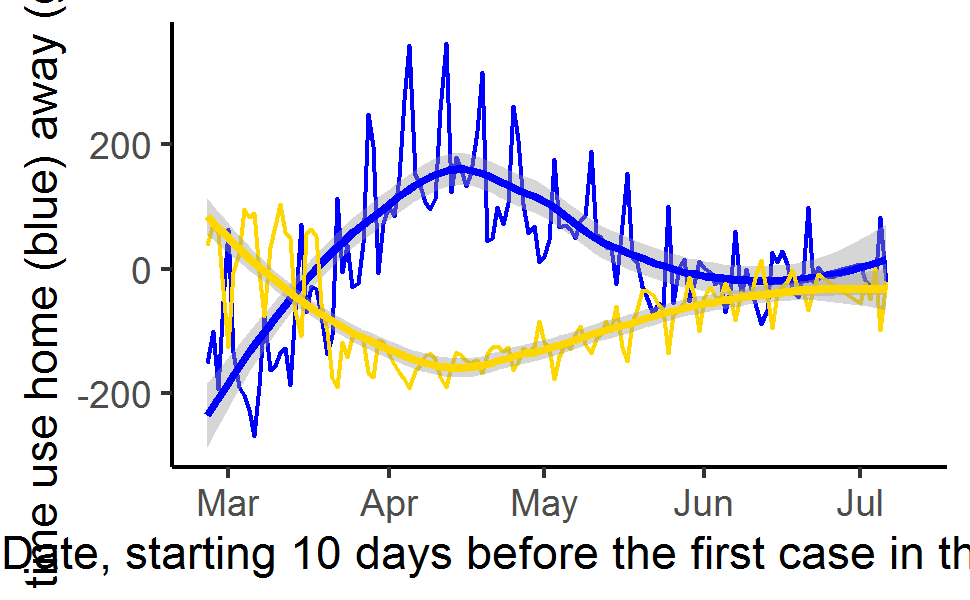 time use home (blue) away (
200
0
-200
Mar Apr May Jun Jul
Date, starting 10 days before the first case in th